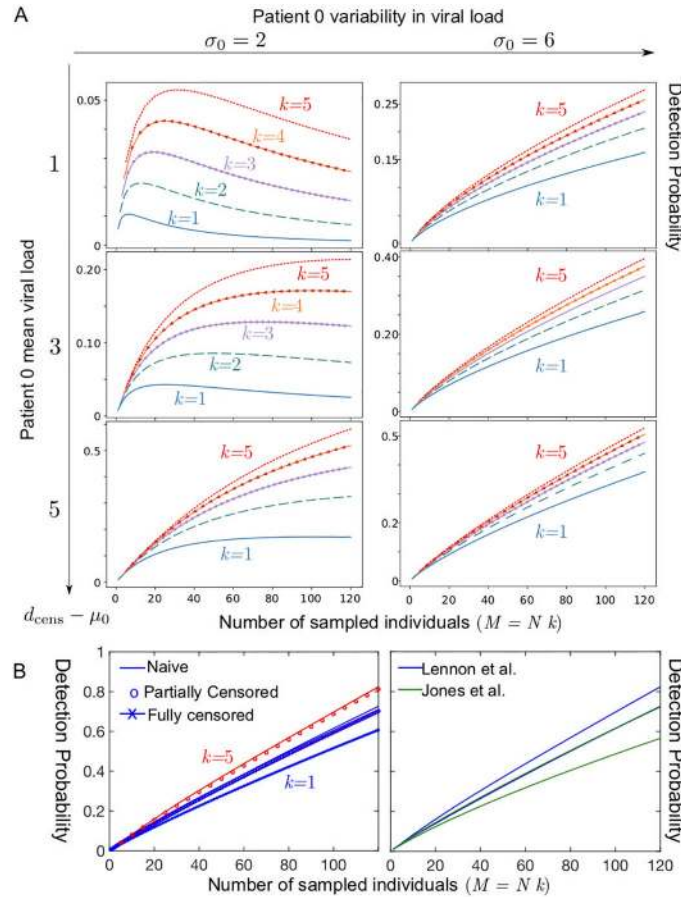 A
Patient 0 variability in viral load
σ₀ = 2
σ₀ = 6
Patient 0 mean viral load
1
3
5
d_cens − μ₀
0.05
0
k=5
k=4
k=3
k=2
k=1
0.25
0.15
0
k=5
k=1
Detection Probability
0.20
0.10
0
k=5
k=4
k=3
k=2
k=1
0.40
0.20
0
k=5
k=1
0.5
0
k=5
k=1
0 20 40 60 80 100 120
0.5
0.2
0
k=5
k=1
0 20 40 60 80 100 120
Number of sampled individuals (M = N k)
B
Detection Probability
1
0.8
0.6
0.4
0.2
0
Naive
Partially Censored
Fully censored
k=5
k=1
0 20 40 60 80 100 120
Lennon et al.
Jones et al.
0 20 40 60 80 100 120
Detection Probability
Number of sampled individuals (M = N k)